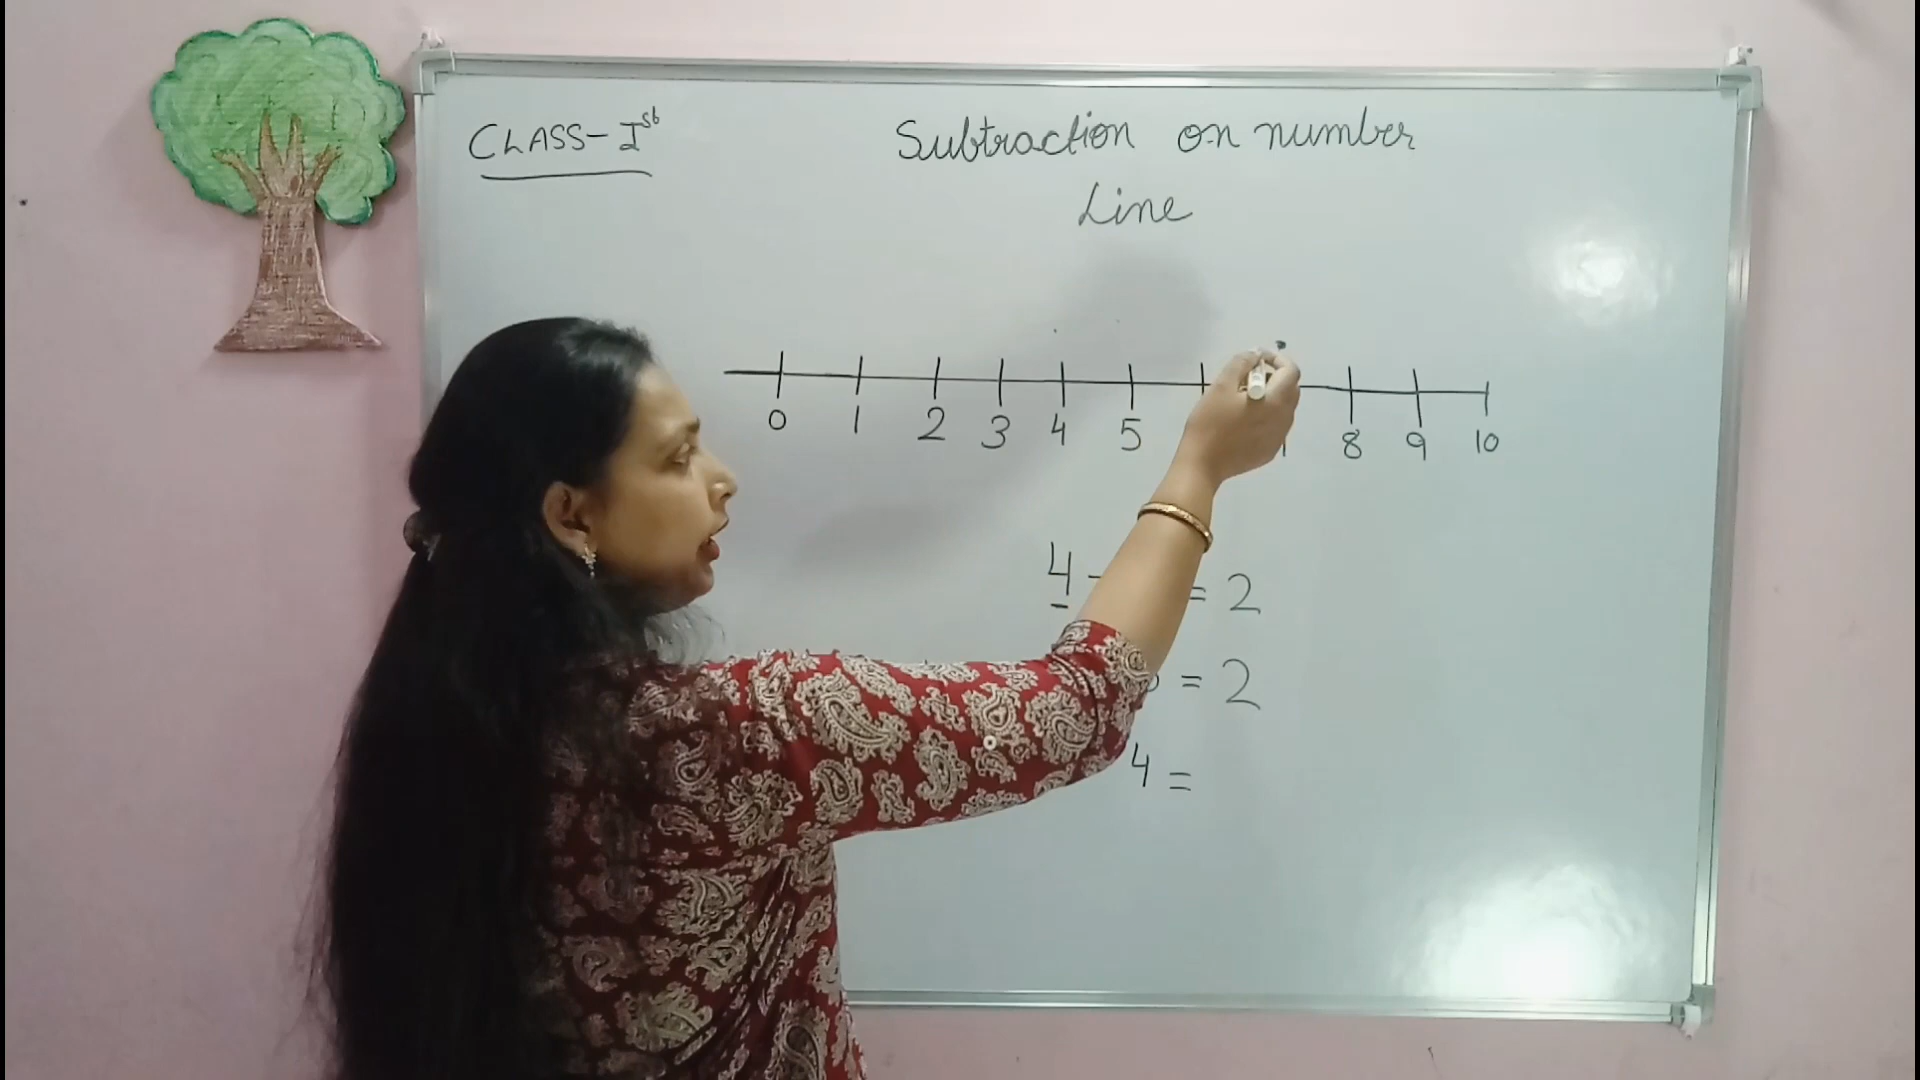 CLASS-Ist
Subtraction on number
Line
0 1 2 3 4 5 8 9 10
4 - = 2
= 2
4 =